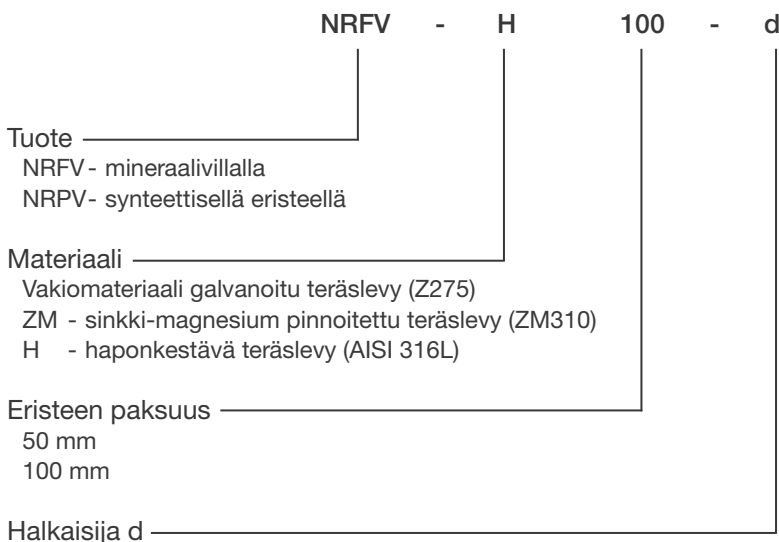 NRFV - H 100 - d
Tuote
NRFV - mineraalivillalla
NRPV - synteettisellä eristeellä
Materiaali
Vakiomateriaali galvanoitu teräslevy (Z275)
ZM - sinkki-magnesium pinnoitettu teräslevy (ZM310)
H - haponkestävä teräslevy (AISI 316L)
Eristeen paksuus
50 mm
100 mm
Halkaisija d